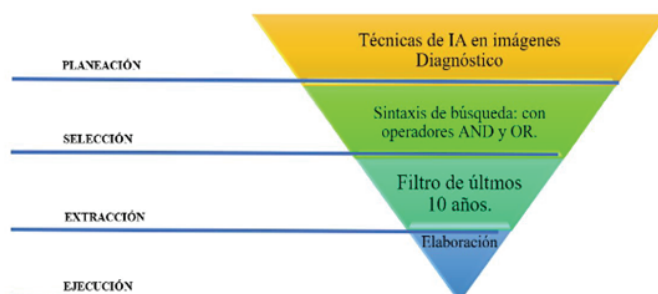 Técnicas de IA en imágenes
Diagnóstico
PLANEACIÓN
Sintaxis de búsqueda: con
operadores AND y OR.
SELECCIÓN
Filtro de últmos
10 años.
EXTRACCIÓN
Elaboración
EJECUCIÓN